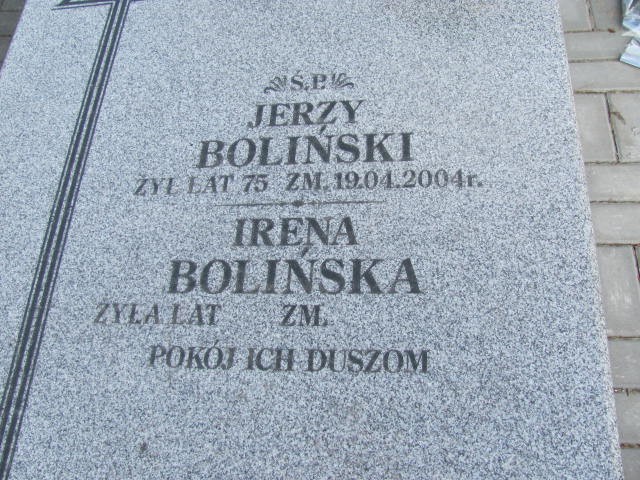 Ś.P.
JERZY
BOLIŃSKI
ŻYŁ LAT 75 ZM. 19.04.2004r.
IRENA
BOLIŃSKA
ŻYŁA LAT ZM.
POKÓJ ICH DUSZOM